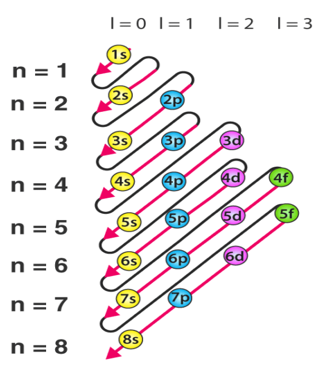 l = 0 l = 1 l = 2 l = 3
n = 1 1s
n = 2 2s 2p
n = 3 3s 3p 3d
n = 4 4s 4p 4d 4f
n = 5 5s 5p 5d 5f
n = 6 6s 6p 6d
n = 7 7s 7p
n = 8 8s